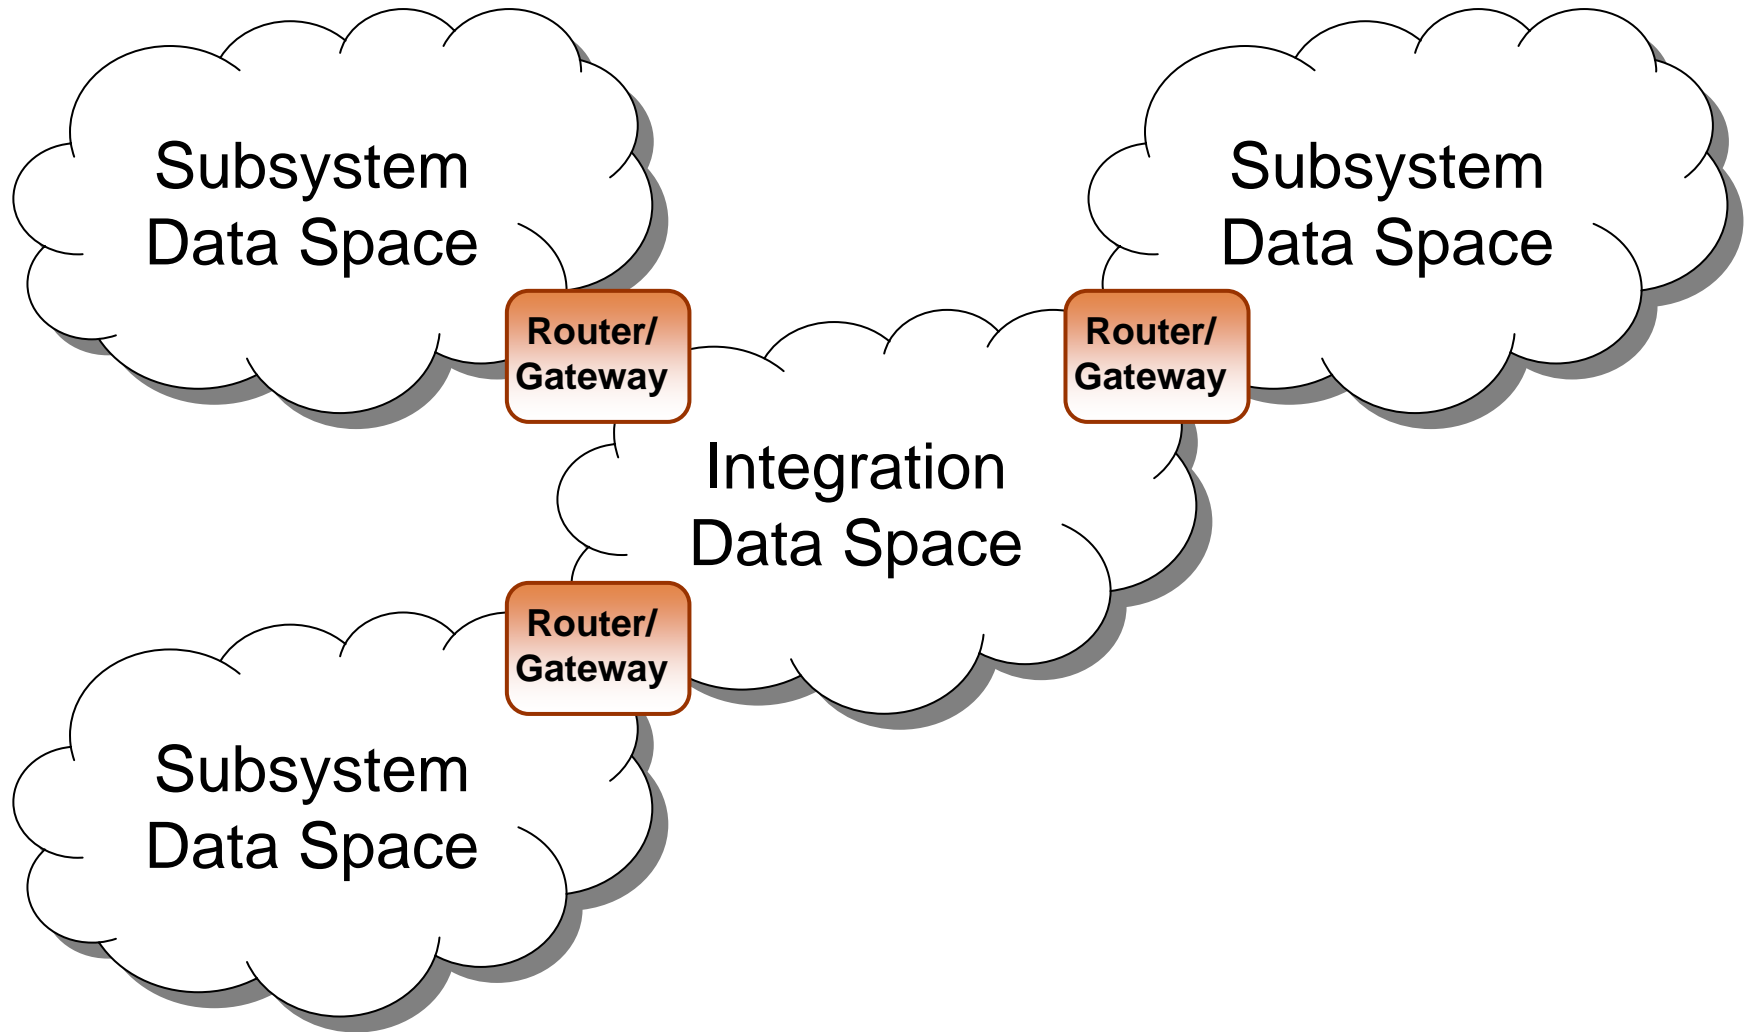 Subsystem
Data Space
Subsystem
Data Space
Router/
Gateway
Router/
Gateway
Integration
Data Space
Router/
Gateway
Subsystem
Data Space